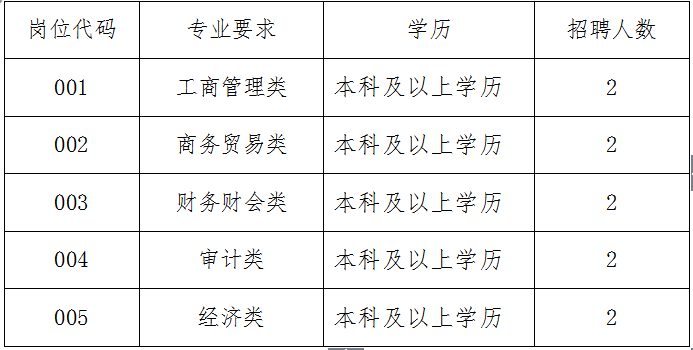 岗位代码 专业要求 学历 招聘人数
001 工商管理类 本科及以上学历 2
002 商务贸易类 本科及以上学历 2
003 财务财会类 本科及以上学历 2
004 审计类 本科及以上学历 2
005 经济类 本科及以上学历 2